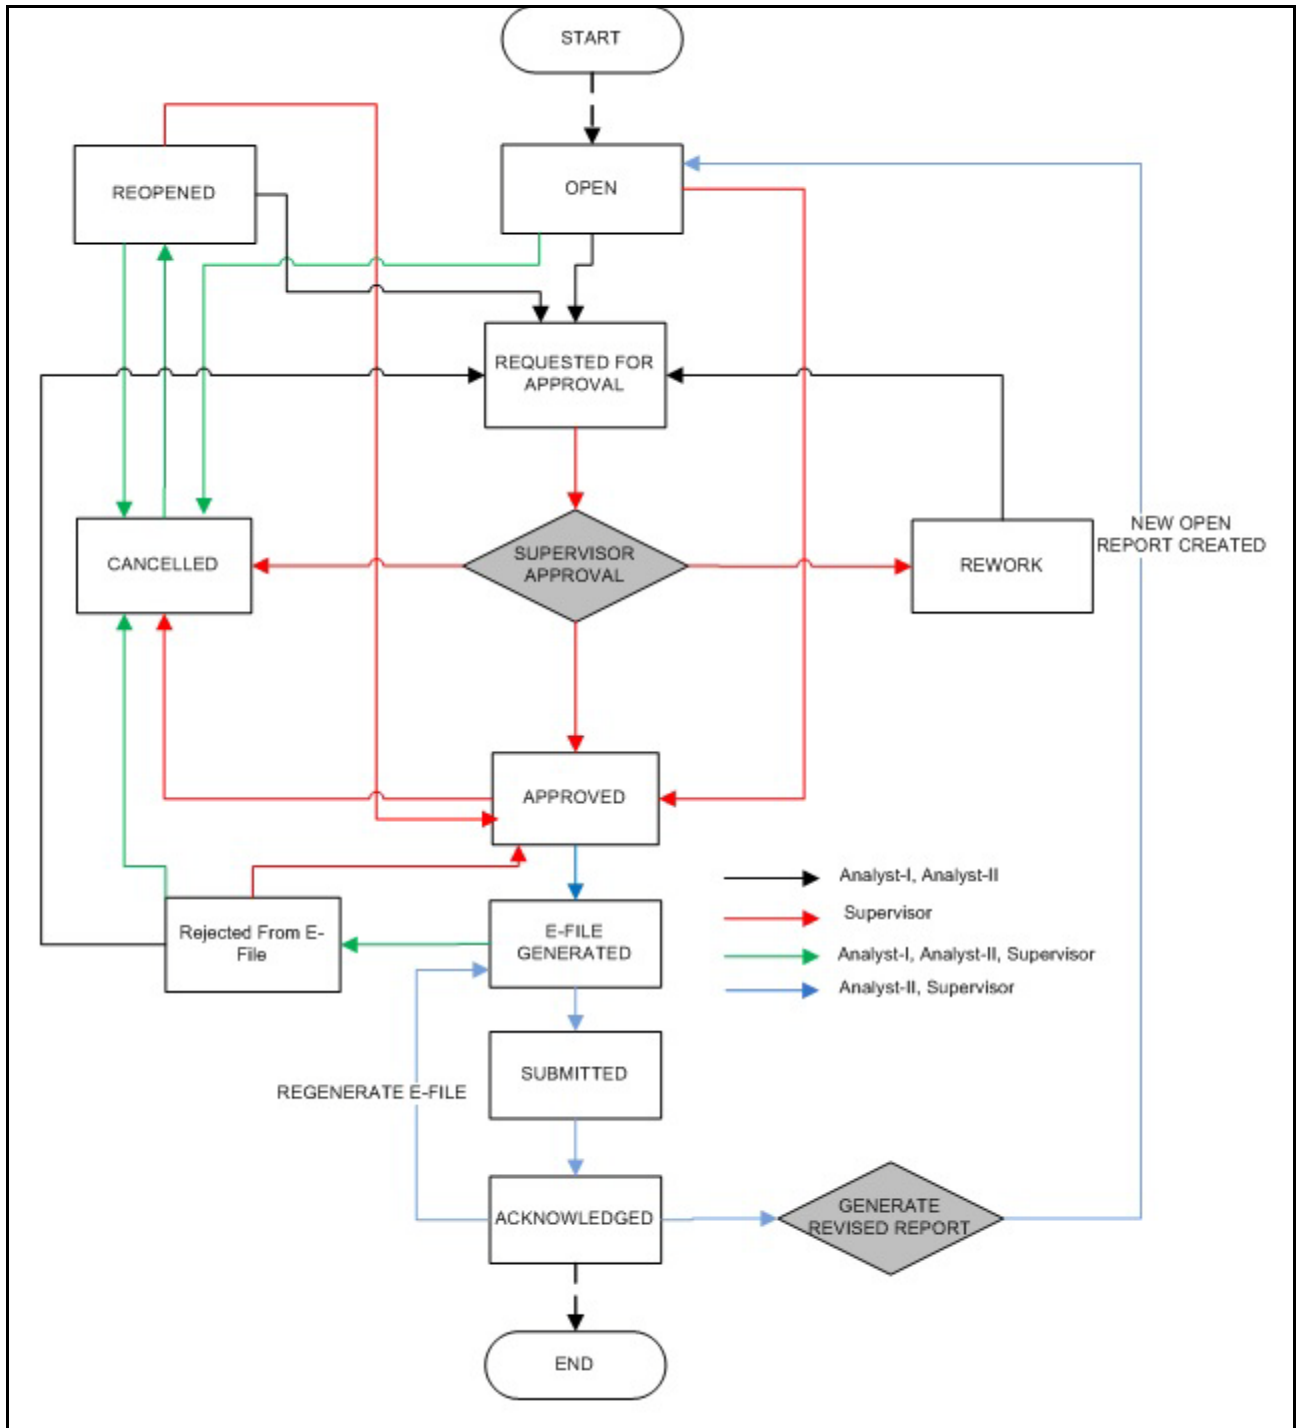 START
REOPENED
OPEN
REQUESTED FOR
APPROVAL
NEW OPEN
REPORT CREATED
SUPERVISOR
APPROVAL
CANCELLED
REWORK
APPROVED
Analyst-I, Analyst-II
Supervisor
Analyst-I, Analyst-II, Supervisor
Analyst-II, Supervisor
Rejected From E-
File
E-FILE
GENERATED
SUBMITTED
REGENERATE E-FILE
ACKNOWLEDGED
GENERATE
REVISED REPORT
END